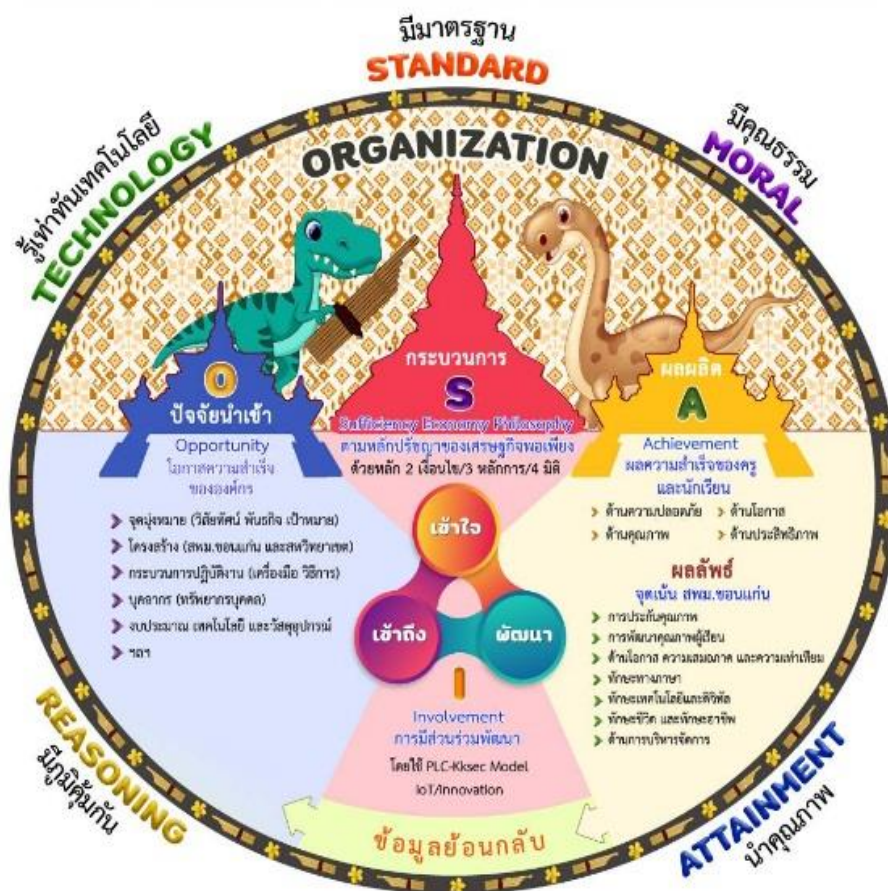 มีมาตรฐาน
STANDARD
รู้เท่าทันเทคโนโลยี
TECHNOLOGY
มีคุณธรรม
MORAL
ORGANIZATION
O
ปัจจัยนำเข้า
Opportunity
โอกาสความสำเร็จ
ขององค์กร
จุดมุ่งหมาย (วิสัยทัศน์ พันธกิจ เป้าหมาย)
โครงสร้าง (สพม.ขอนแก่น และสหวิทยาเขต)
กระบวนการปฏิบัติงาน (เครื่องมือ วิธีการ)
บุคลากร (ทรัพยากรบุคคล)
งบประมาณ เทคโนโลยี และวัสดุอุปกรณ์
ฯลฯ
กระบวนการ
S
Sufficiency Economy Philosophy
ตามหลักปรัชญาของเศรษฐกิจพอเพียง
ด้วยหลัก 2 เงื่อนไข/3 หลักการ/4 มิติ
เข้าใจ
เข้าถึง
พัฒนา
I
Involvement
การมีส่วนร่วมพัฒนา
โดยใช้ PLC-Kksec Model
IoT/Innovation
ผลผลิต
A
Achievement
ผลความสำเร็จของครู
และนักเรียน
ด้านความปลอดภัย ด้านโอกาส
ด้านคุณภาพ ด้านประสิทธิภาพ
ผลลัพธ์
จุดเน้น สพม.ขอนแก่น
การประกันคุณภาพ
การพัฒนาคุณภาพผู้เรียน
ด้านโอกาส ความเสมอภาค และความเท่าเทียม
ทักษะทางภาษา
ทักษะเทคโนโลยีและดิจิทัล
ทักษะชีวิต และทักษะอาชีพ
ด้านการบริหารจัดการ
ข้อมูลย้อนกลับ
REASONING
มีภูมิคุ้มกัน
ATTAINMENT
นำคุณภาพ